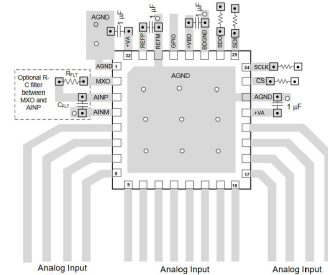 AGND
1 µF
1 µF
1 µF
+VA
REFP
REFM
GPIO
+VBD
BDGND
SDO
SDI
32
25
Optional R-
C filter
between
MXO and
AINP
RFLT
CFLT
AGND
MXO
AINP
AINM
1
AGND
24
SCLK
CS
AGND
+VA
1 µF
8
17
9
16
Analog Input
Analog Input
Analog Input